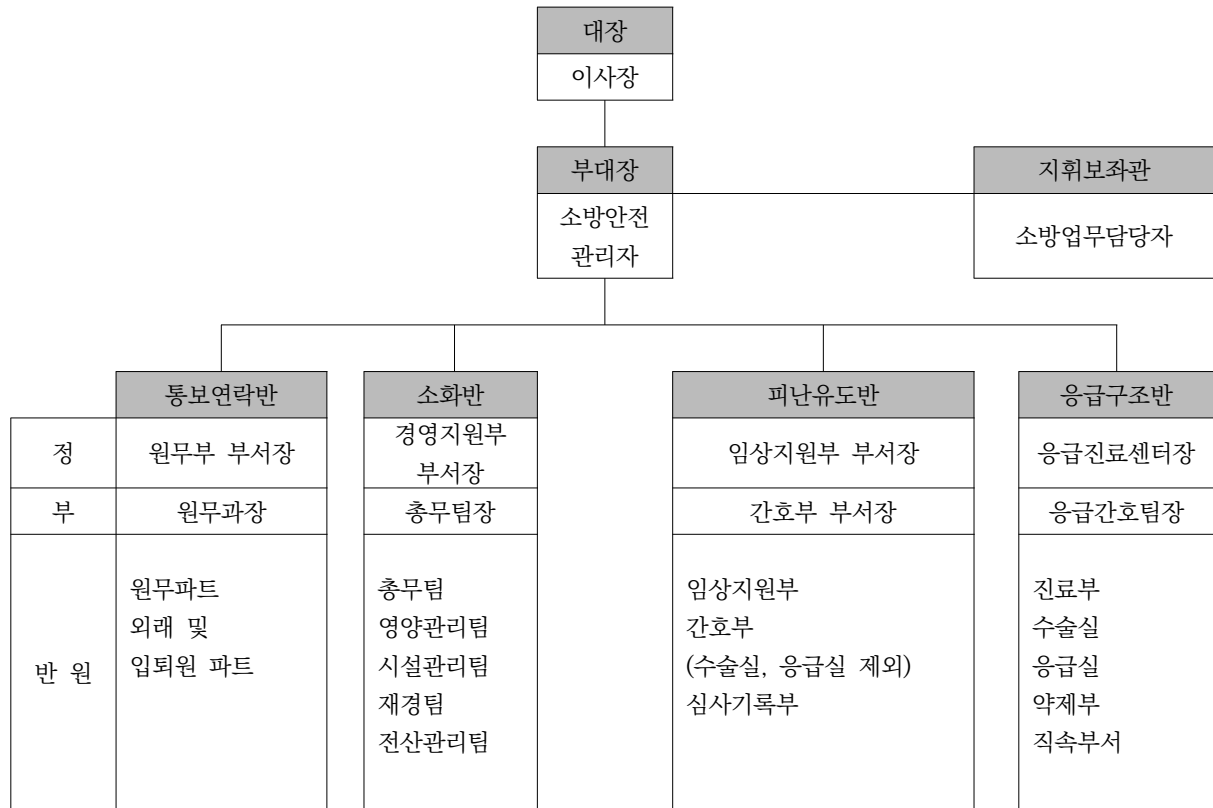 대장
이사장
부대장
지휘보좌관
소방안전
관리자
소방업무담당자
통보연락반
소화반
피난유도반
응급구조반
정
원무부 부서장
경영지원부
부서장
임상지원부 부서장
응급진료센터장
부
원무과장
총무팀장
간호부 부서장
응급간호팀장
반 원
원무파트
외래 및
입퇴원 파트
총무팀
영양관리팀
시설관리팀
재경팀
전산관리팀
임상지원부
간호부
(수술실, 응급실 제외)
심사기록부
진료부
수술실
응급실
약제부
직속부서